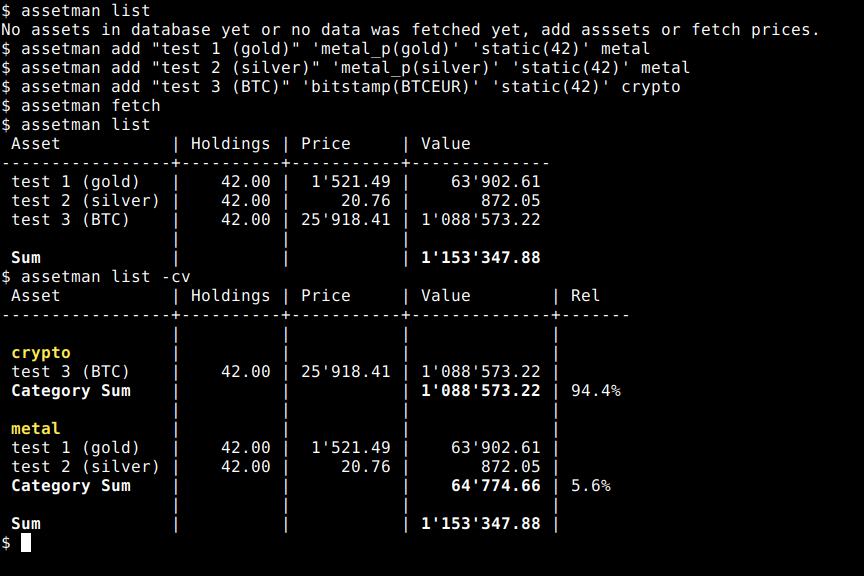 $ assetman list
No assets in database yet or no data was fetched yet, add asssets or fetch prices.
$ assetman add "test 1 (gold)" 'metal_p(gold)' 'static(42)' metal
$ assetman add "test 2 (silver)" 'metal_p(silver)' 'static(42)' metal
$ assetman add "test 3 (BTC)" 'bitstamp(BTCEUR)' 'static(42)' crypto
$ assetman fetch
$ assetman list
 Asset           | Holdings | Price     | Value
-----------------+----------+-----------+--------------
 test 1 (gold)   |    42.00 |  1'521.49 |    63'902.61
 test 2 (silver) |    42.00 |     20.76 |       872.05
 test 3 (BTC)    |    42.00 | 25'918.41 | 1'088'573.22
                 |          |           |
 Sum             |          |           | 1'153'347.88
$ assetman list -cv
 Asset           | Holdings | Price     | Value        | Rel
-----------------+----------+-----------+--------------+-------
                 |          |           |              |
 crypto          |          |           |              |
 test 3 (BTC)    |    42.00 | 25'918.41 | 1'088'573.22 |
 Category Sum    |          |           | 1'088'573.22 | 94.4%
                 |          |           |              |
 metal           |          |           |              |
 test 1 (gold)   |    42.00 |  1'521.49 |    63'902.61 |
 test 2 (silver) |    42.00 |     20.76 |       872.05 |
 Category Sum    |          |           |    64'774.66 | 5.6%
                 |          |           |              |
 Sum             |          |           | 1'153'347.88 |
$